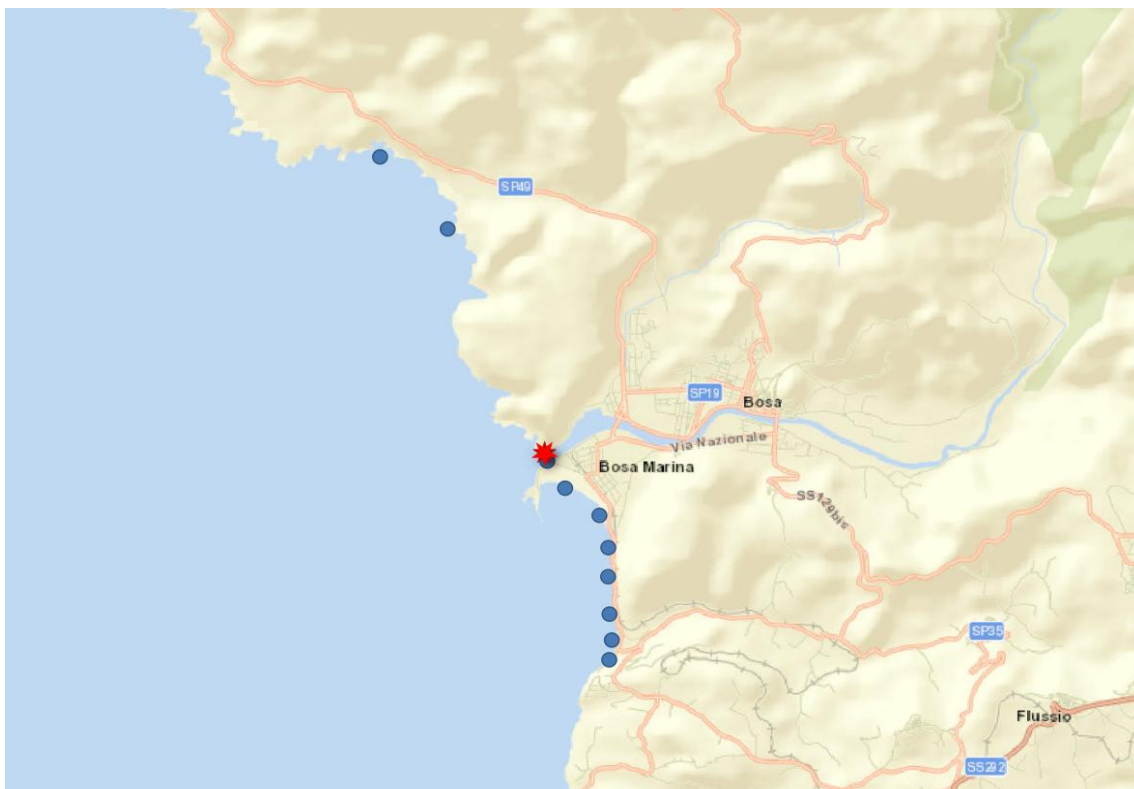 SP49
SP19
Bosa
Via Nazionale
Bosa Marina
SS129bis
SP35
Flussio
SS292